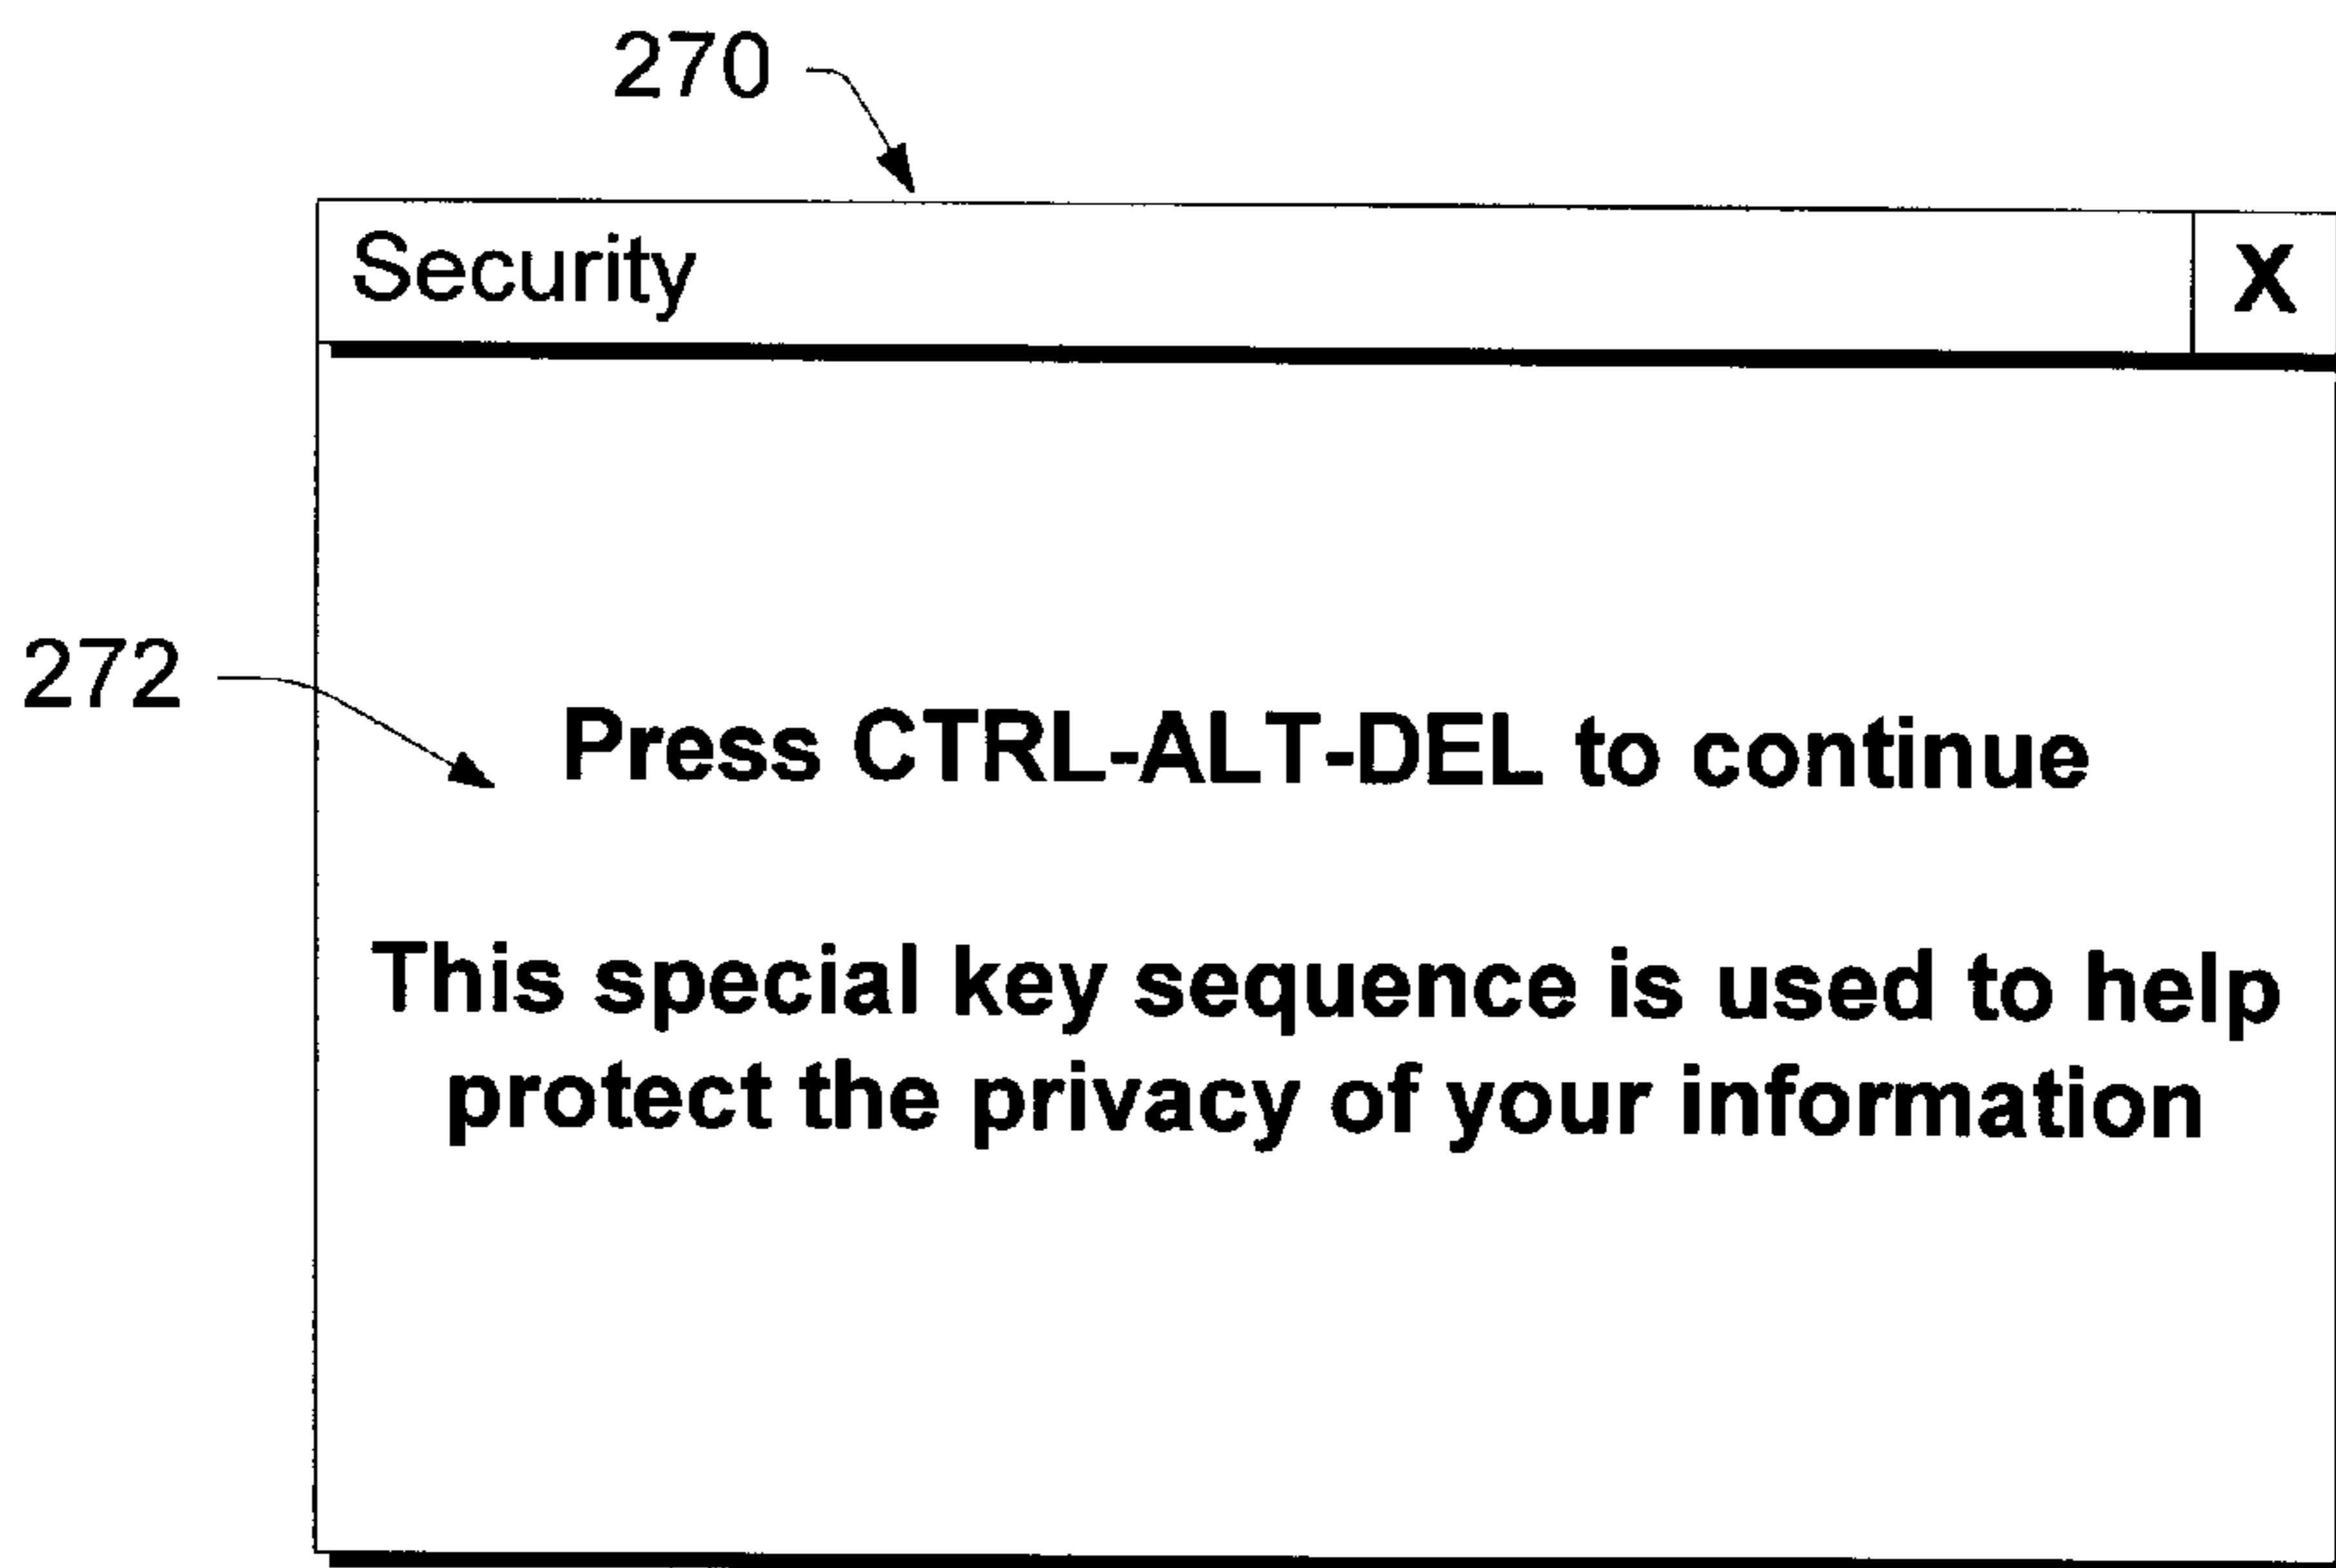 270
Security X
272
Press CTRL-ALT-DEL to continue
This special key sequence is used to help
protect the privacy of your information